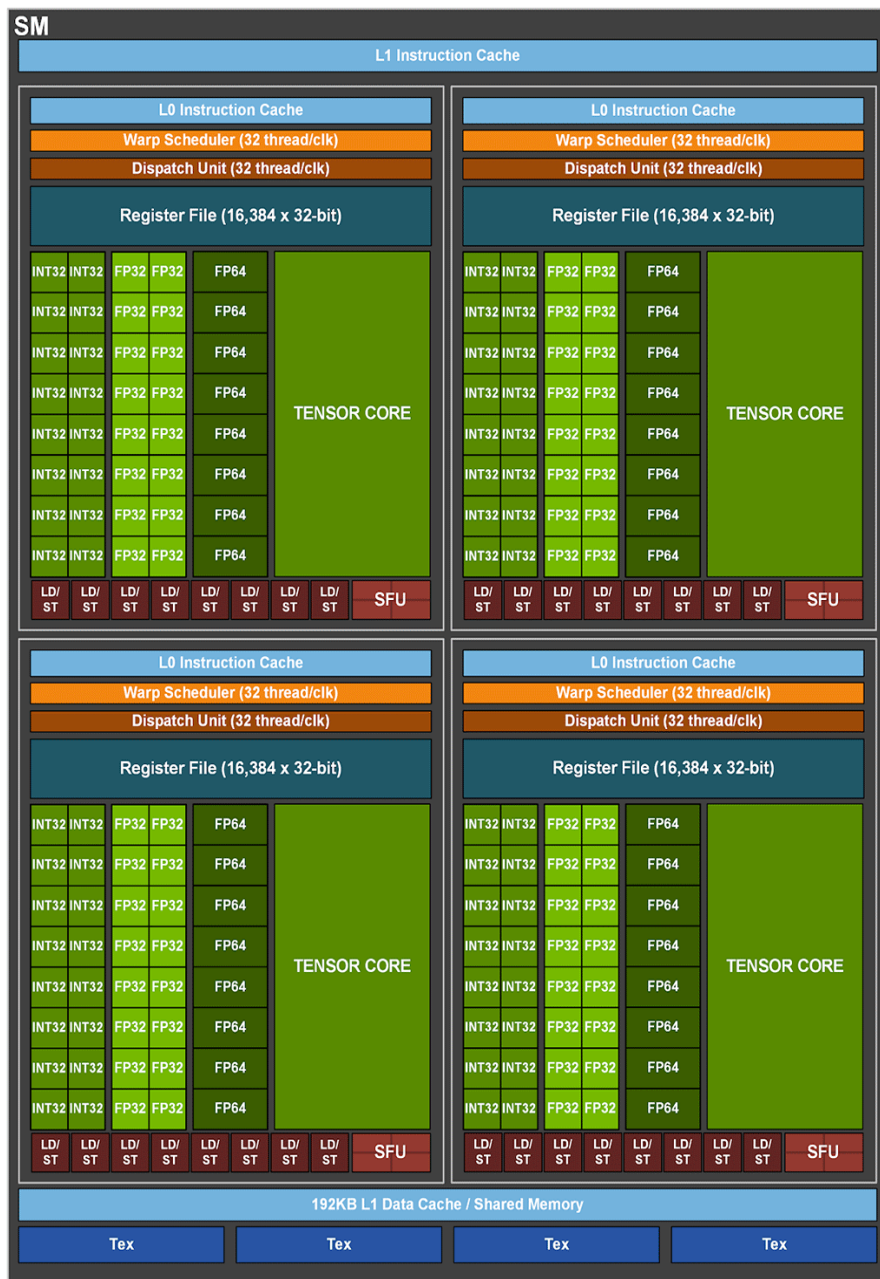 SM
L1 Instruction Cache
L0 Instruction Cache
Warp Scheduler (32 thread/clk)
Dispatch Unit (32 thread/clk)
Register File (16,384 x 32-bit)
INT32 INT32 FP32 FP32 FP64
INT32 INT32 FP32 FP32 FP64
INT32 INT32 FP32 FP32 FP64
INT32 INT32 FP32 FP32 FP64
TENSOR CORE
INT32 INT32 FP32 FP32 FP64
INT32 INT32 FP32 FP32 FP64
INT32 INT32 FP32 FP32 FP64
INT32 INT32 FP32 FP32 FP64
LD/ LD/ LD/ LD/ LD/ LD/ LD/ LD/
ST ST ST ST ST ST ST ST
SFU
L0 Instruction Cache
Warp Scheduler (32 thread/clk)
Dispatch Unit (32 thread/clk)
Register File (16,384 x 32-bit)
INT32 INT32 FP32 FP32 FP64
INT32 INT32 FP32 FP32 FP64
INT32 INT32 FP32 FP32 FP64
INT32 INT32 FP32 FP32 FP64
TENSOR CORE
INT32 INT32 FP32 FP32 FP64
INT32 INT32 FP32 FP32 FP64
INT32 INT32 FP32 FP32 FP64
INT32 INT32 FP32 FP32 FP64
LD/ LD/ LD/ LD/ LD/ LD/ LD/ LD/
ST ST ST ST ST ST ST ST
SFU
L0 Instruction Cache
Warp Scheduler (32 thread/clk)
Dispatch Unit (32 thread/clk)
Register File (16,384 x 32-bit)
INT32 INT32 FP32 FP32 FP64
INT32 INT32 FP32 FP32 FP64
INT32 INT32 FP32 FP32 FP64
INT32 INT32 FP32 FP32 FP64
TENSOR CORE
INT32 INT32 FP32 FP32 FP64
INT32 INT32 FP32 FP32 FP64
INT32 INT32 FP32 FP32 FP64
INT32 INT32 FP32 FP32 FP64
LD/ LD/ LD/ LD/ LD/ LD/ LD/ LD/
ST ST ST ST ST ST ST ST
SFU
L0 Instruction Cache
Warp Scheduler (32 thread/clk)
Dispatch Unit (32 thread/clk)
Register File (16,384 x 32-bit)
INT32 INT32 FP32 FP32 FP64
INT32 INT32 FP32 FP32 FP64
INT32 INT32 FP32 FP32 FP64
INT32 INT32 FP32 FP32 FP64
TENSOR CORE
INT32 INT32 FP32 FP32 FP64
INT32 INT32 FP32 FP32 FP64
INT32 INT32 FP32 FP32 FP64
INT32 INT32 FP32 FP32 FP64
LD/ LD/ LD/ LD/ LD/ LD/ LD/ LD/
ST ST ST ST ST ST ST ST
SFU
192KB L1 Data Cache / Shared Memory
Tex Tex Tex Tex